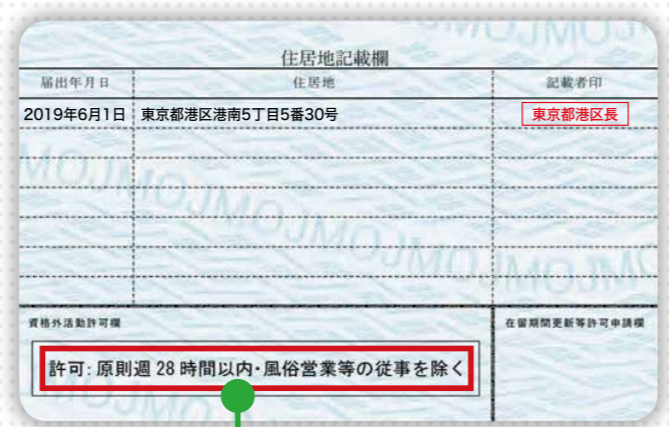 住居地記載欄
届出年月日 住居地 記載者印
2019年6月1日 東京都港区港南5丁目5番30号 東京都港区長
MOJMOJMOJMOJMOJMOJM
資格外活動許可欄 在留期間更新等許可申請欄
許可: 原則週 28 時間以内・風俗営業等の従事を除く